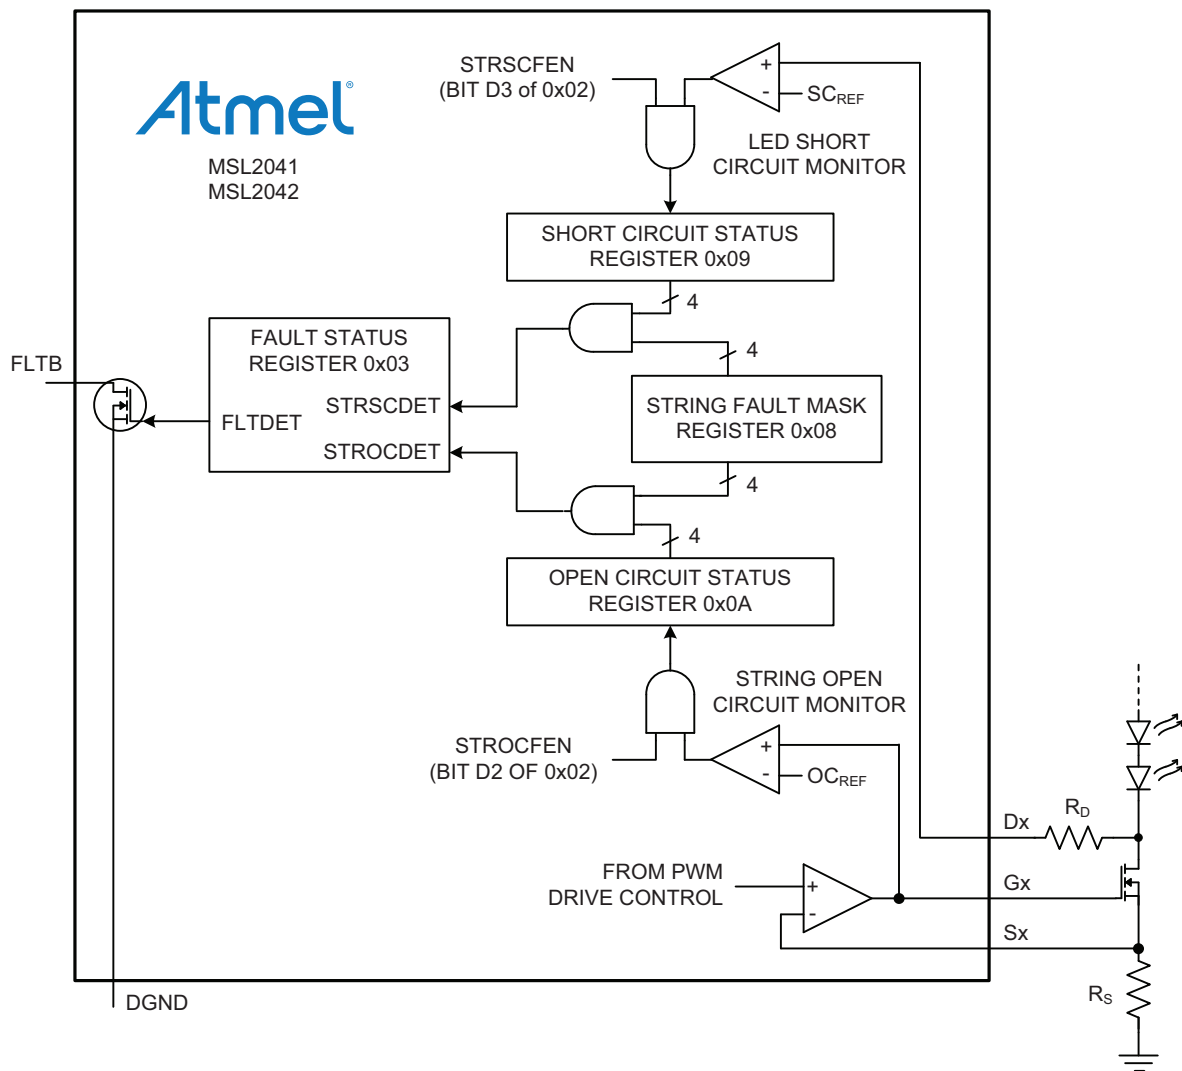 STRSCFEN
(BIT D3 of 0x02)
+
-
SCREF
LED SHORT
CIRCUIT MONITOR
Atmel®
MSL2041
MSL2042
SHORT CIRCUIT STATUS
REGISTER 0x09
4
FAULT STATUS
REGISTER 0x03
STRSCDET
FLTDET
STROCDET
FLTB
4
STRING FAULT MASK
REGISTER 0x08
4
4
OPEN CIRCUIT STATUS
REGISTER 0x0A
STRING OPEN
CIRCUIT MONITOR
STROCFEN
(BIT D2 OF 0x02)
+
-
OCREF
Dx
RD
FROM PWM
DRIVE CONTROL
+
-
Gx
Sx
RS
DGND